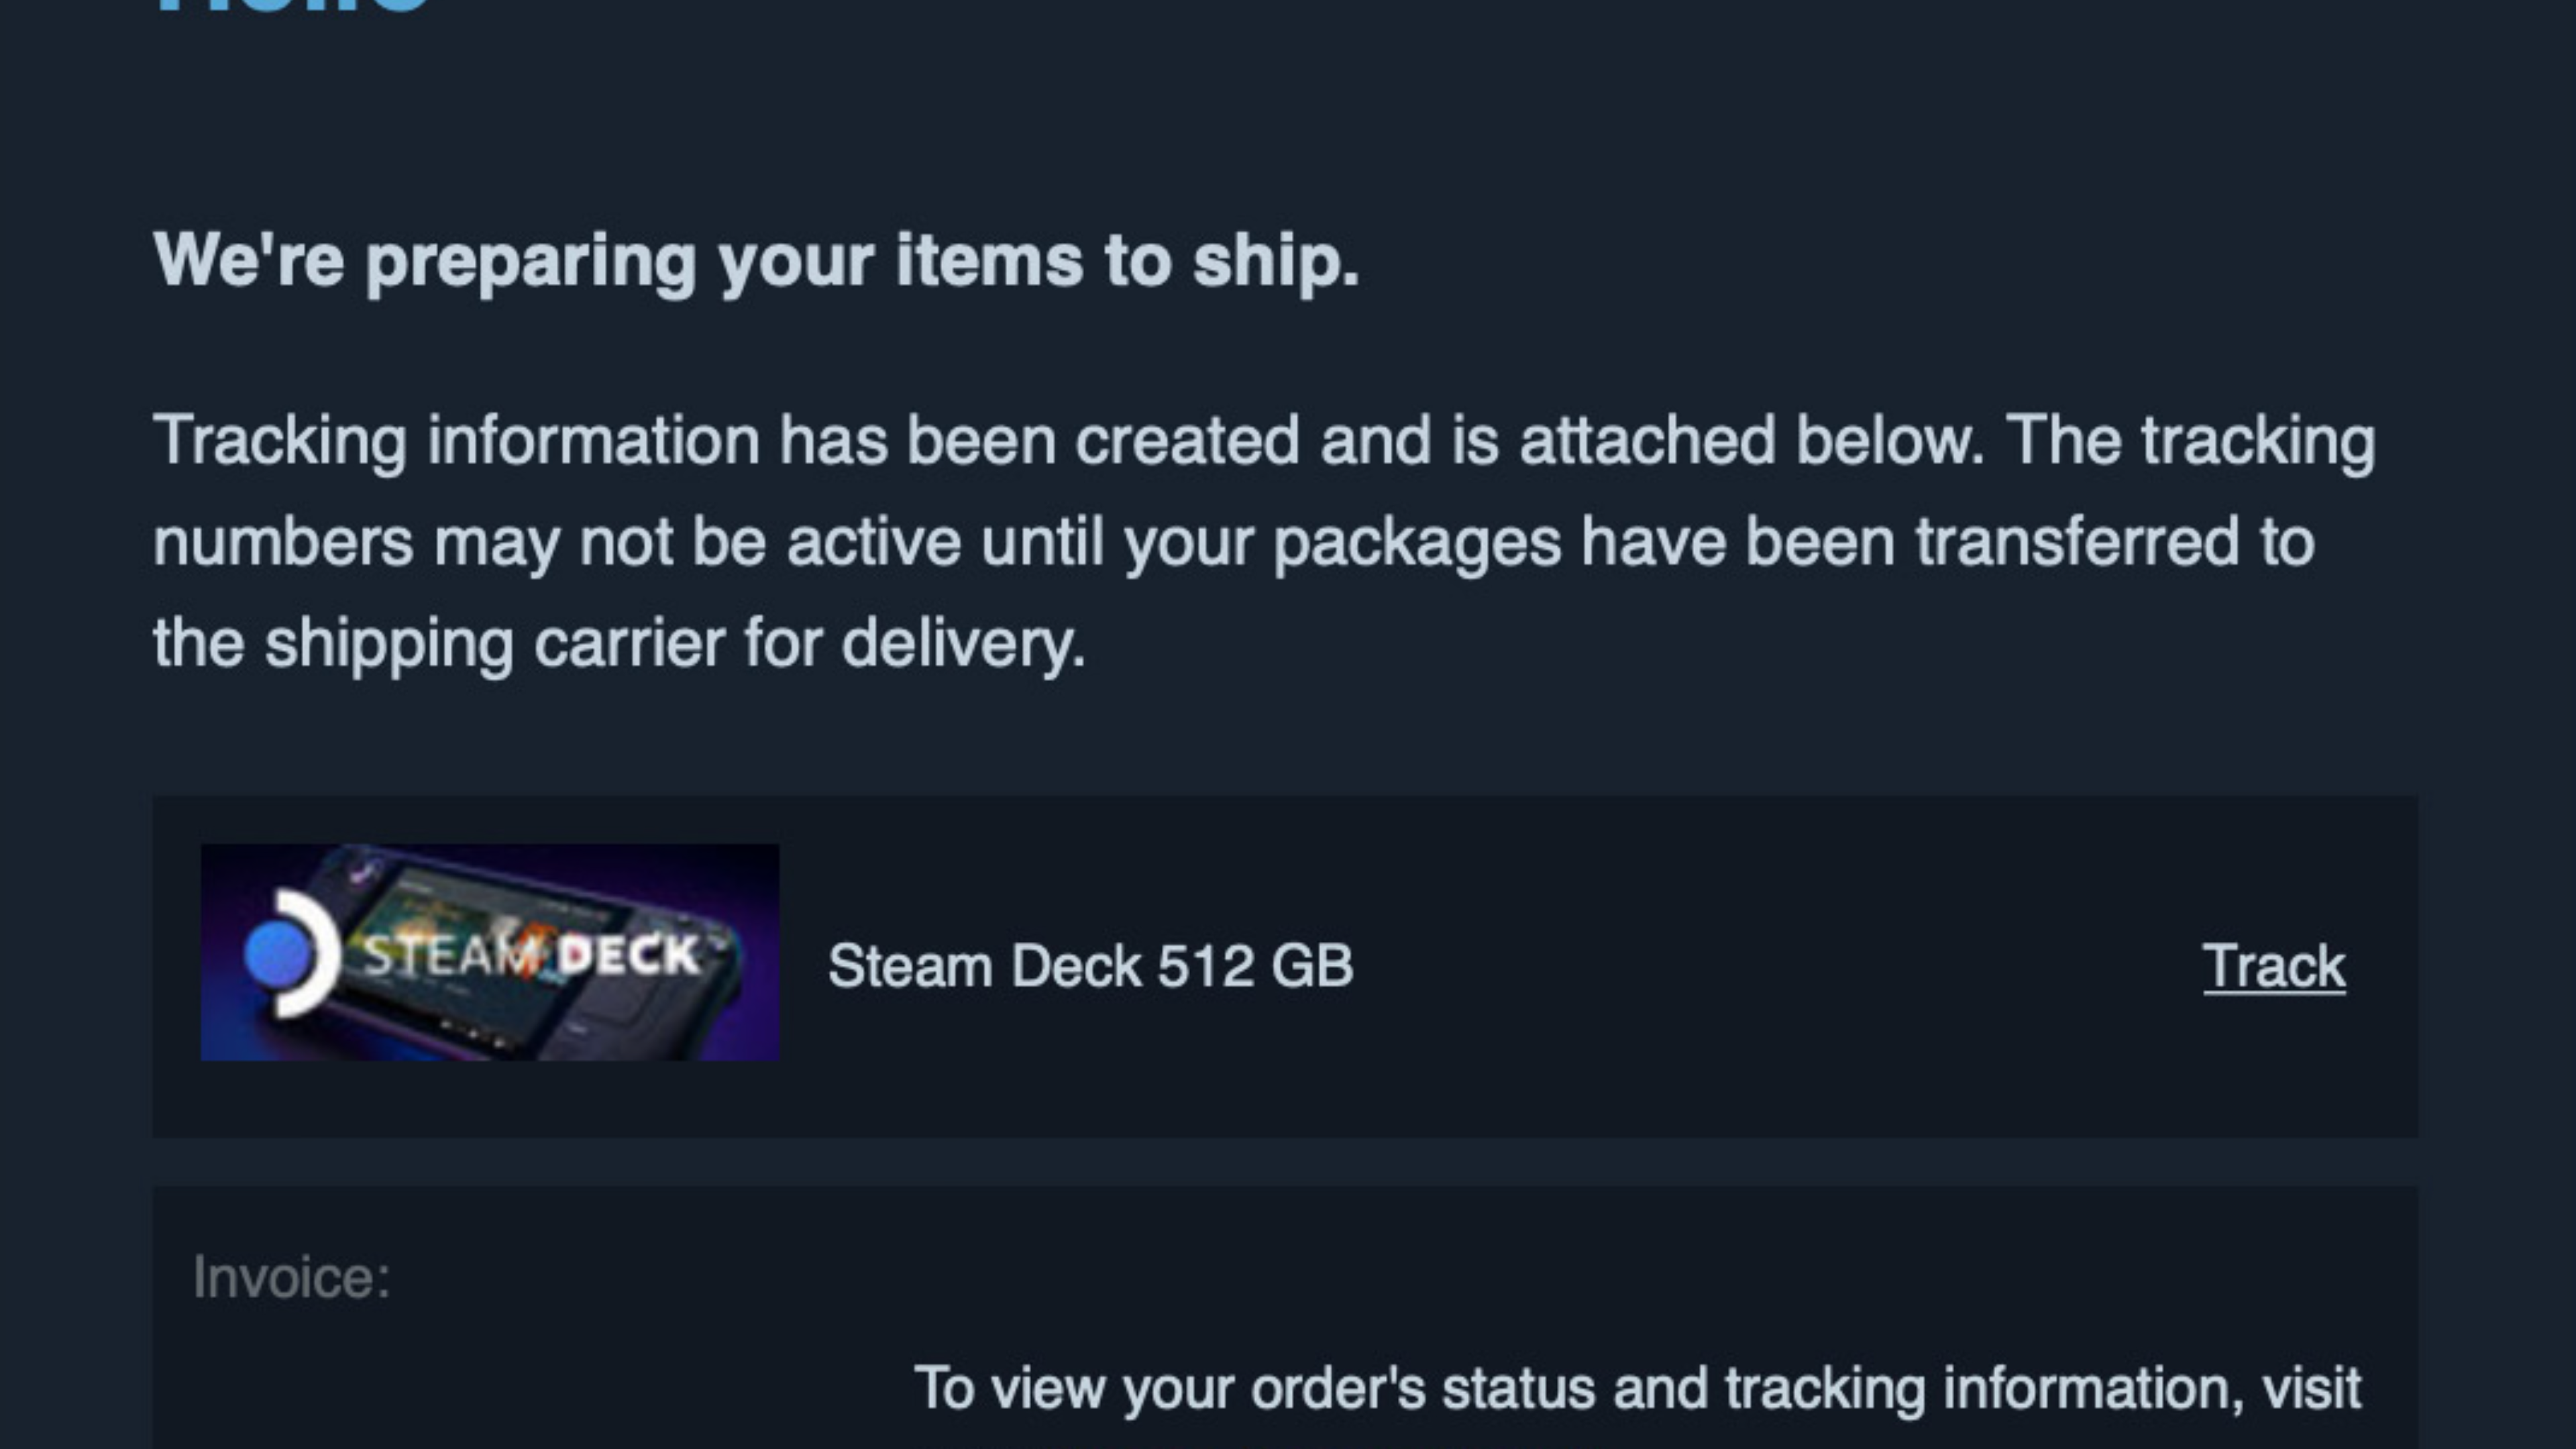 Hello
We're preparing your items to ship.
Tracking information has been created and is attached below. The tracking
numbers may not be active until your packages have been transferred to
the shipping carrier for delivery.
STEAM DECK
Steam Deck 512 GB
Track
Invoice:
To view your order's status and tracking information, visit